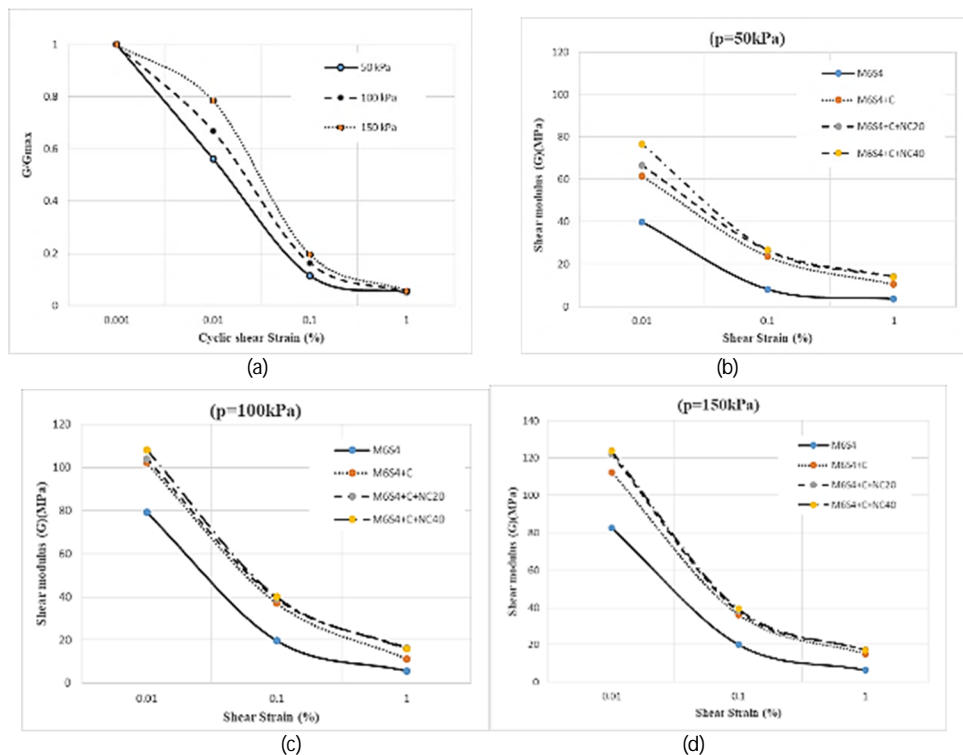 1
0.8
0.6
0.4
0.2
0
G/Gmax
0.001
0.01
0.1
1
Cyclic shear Strain (%)
50 kPa
100 kPa
150 kPa
(a)
(p=50kPa)
120
100
80
60
40
20
0
Shear modulus (G)(MPa)
0.01
0.1
1
Shear Strain (%)
M6S4
M6S4+C
M6S4+C+NC20
M6S4+C+NC40
(b)
(p=100kPa)
120
100
80
60
40
20
0
Shear modulus (G)(MPa)
0.01
0.1
1
Shear Strain (%)
M6S4
M6S4+C
M6S4+C+NC20
M6S4+C+NC40
(c)
(p=150kPa)
140
120
100
80
60
40
20
0
Shear modulus (G)(MPa)
0.01
0.1
1
Shear Strain (%)
M6S4
M6S4+C
M6S4+C+NC20
M6S4+C+NC40
(d)